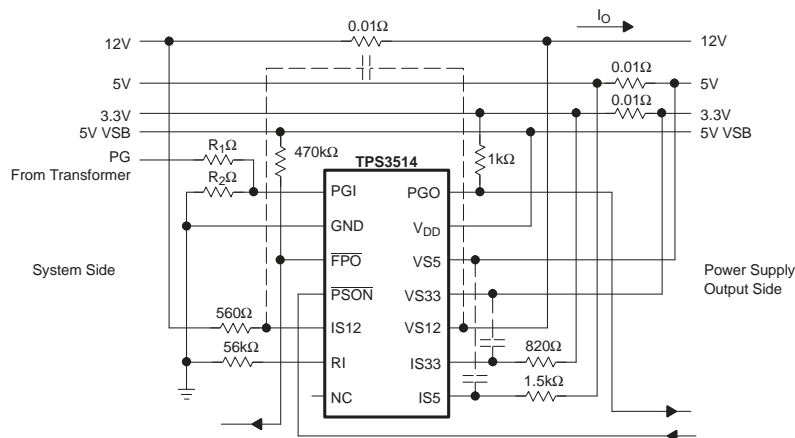 0.01Ω
I_O
12V
12V
5V
0.01Ω
5V
3.3V
0.01Ω
3.3V
5V VSB
5V VSB
PG
From Transformer
R1Ω
470kΩ
TPS3514
1kΩ
R2Ω
PGI
PGO
GND
VDD
FPO
VS5
System Side
Power Supply
Output Side
PSON
VS33
560Ω
IS12
VS12
56kΩ
RI
IS33
820Ω
1.5kΩ
NC
IS5